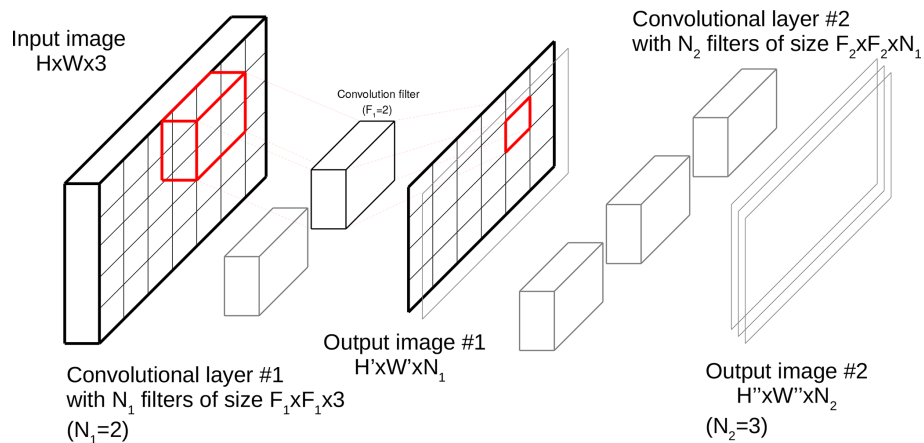 Input image
HxWx3
Convolution filter
(F₁=2)
Convolutional layer #2
with N₂ filters of size F₂xF₂xN₁
Output image #1
H'xW'xN₁
Convolutional layer #1
with N₁ filters of size F₁xF₁x3
(N₁=2)
Output image #2
H''xW''xN₂
(N₂=3)